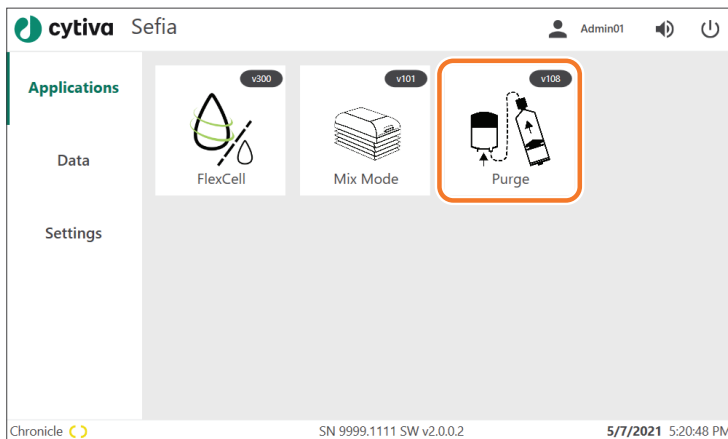 cytiva Sefia
Admin01
Applications
Data
Settings
v300
FlexCell
v101
Mix Mode
v108
Purge
Chronicle
SN 9999.1111 SW v2.0.0.2
5/7/2021 5:20:48 PM